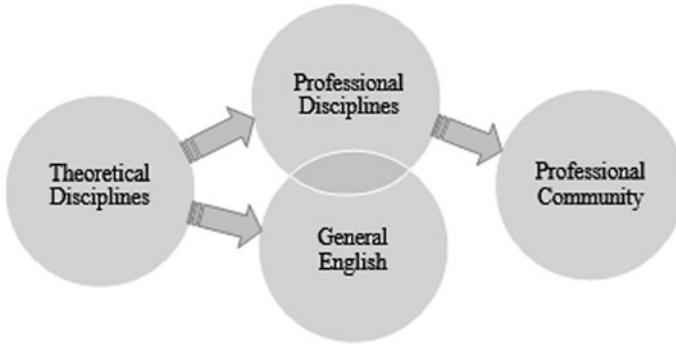 Professional
Disciplines
Theoretical
Disciplines
Professional
Community
General
English